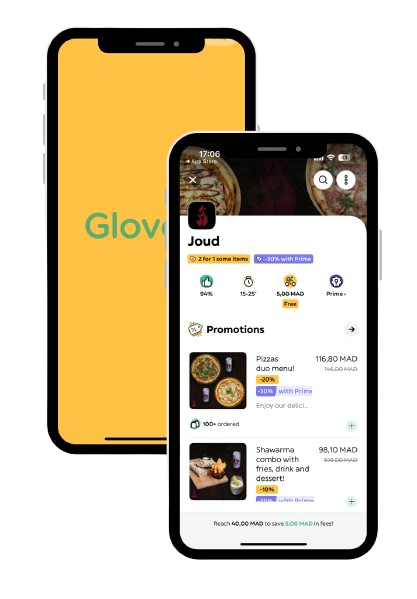 Glov
17:06
App Store
Joud
2 for 1 some items
-30% with Prime
94%
15-25'
5,00 MAD
Free
Prime
Promotions
Pizzas
duo menu!
116,80 MAD
146,00 MAD
-20%
-30% with Prime
Enjoy our delici...
100+ ordered
Shawarma
combo with
fries, drink and
dessert!
98,10 MAD
109,00 MAD
-10%
-30% with Prime
Reach 40,00 MAD to save 5,00 MAD in fees!